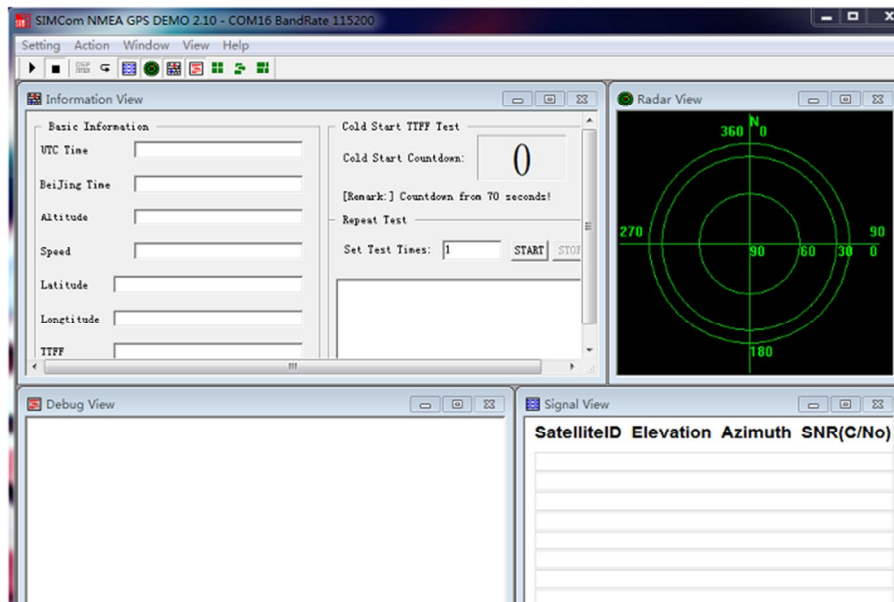 SIMCom NMEA GPS DEMO 2.10 - COM16 BandRate 115200
Setting Action Window View Help
Information View
Basic Information
UTC Time
BeiJing Time
Altitude
Speed
Latitude
Longtitude
TTFF
Cold Start TTFF Test
Cold Start Countdown: 0
[Remark:] Countdown from 70 seconds!
Repeat Test
Set Test Times: 1 START STOP
Radar View
N
360 0
270 90
90 60 30 0
180
Debug View
Signal View
SatelliteID Elevation Azimuth SNR(C/No)